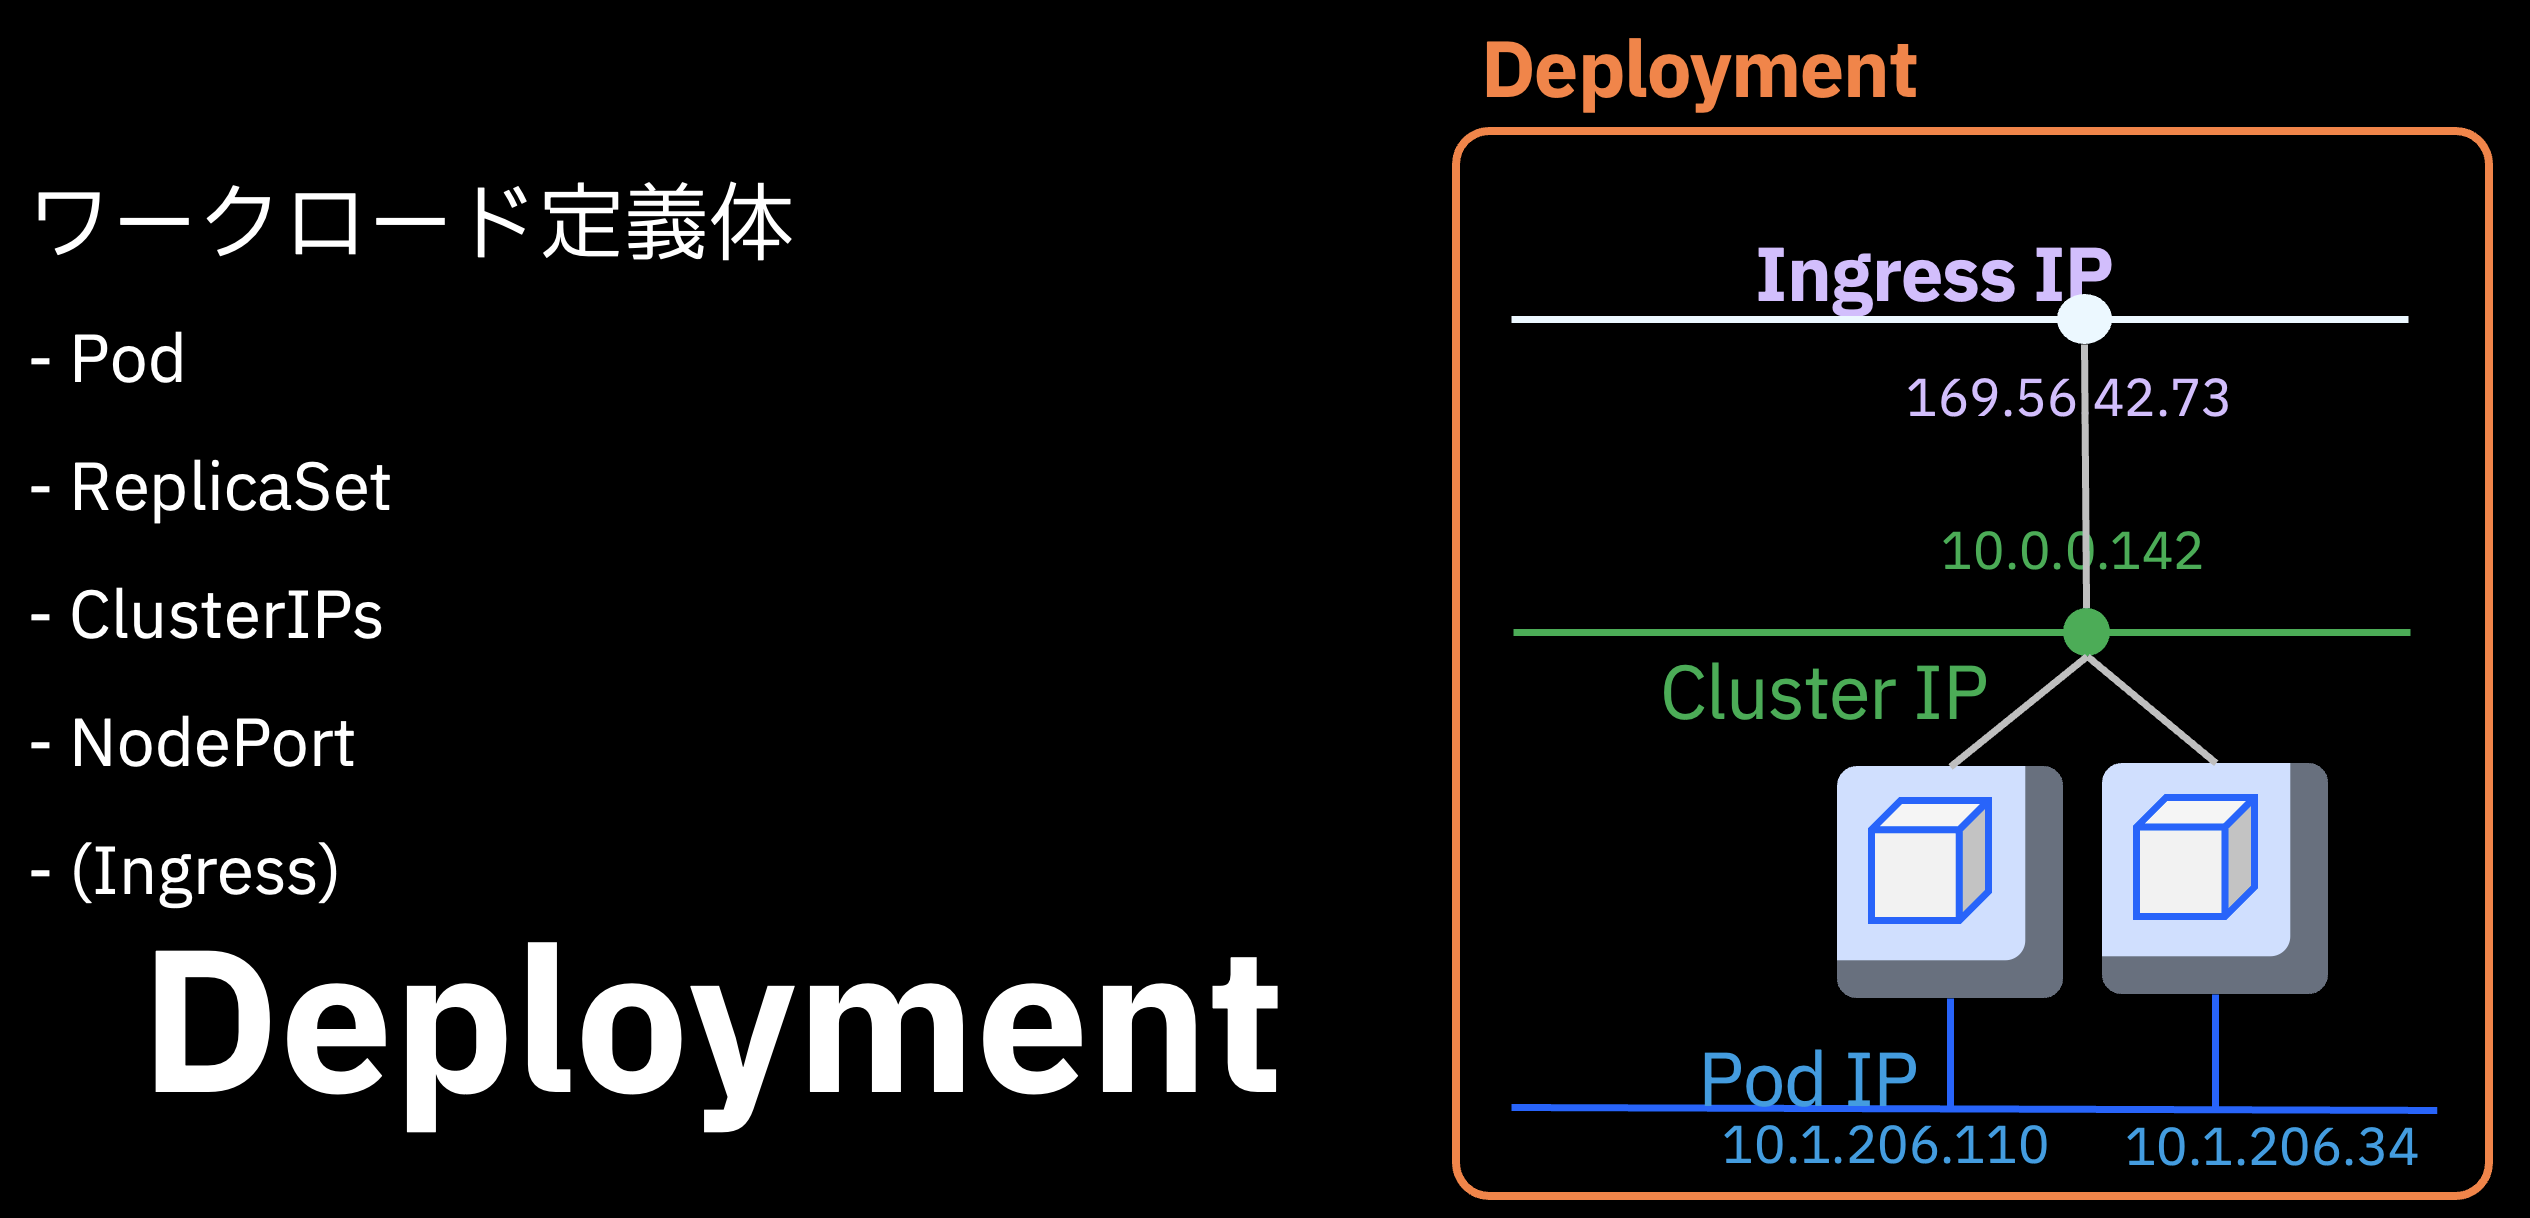 ワークロード定義体
- Pod
- ReplicaSet
- ClusterIPs
- NodePort
- (Ingress)
Deployment
Deployment
Ingress IP
169.56.42.73
10.0.0.142
Cluster IP
Pod IP
10.1.206.110
10.1.206.34